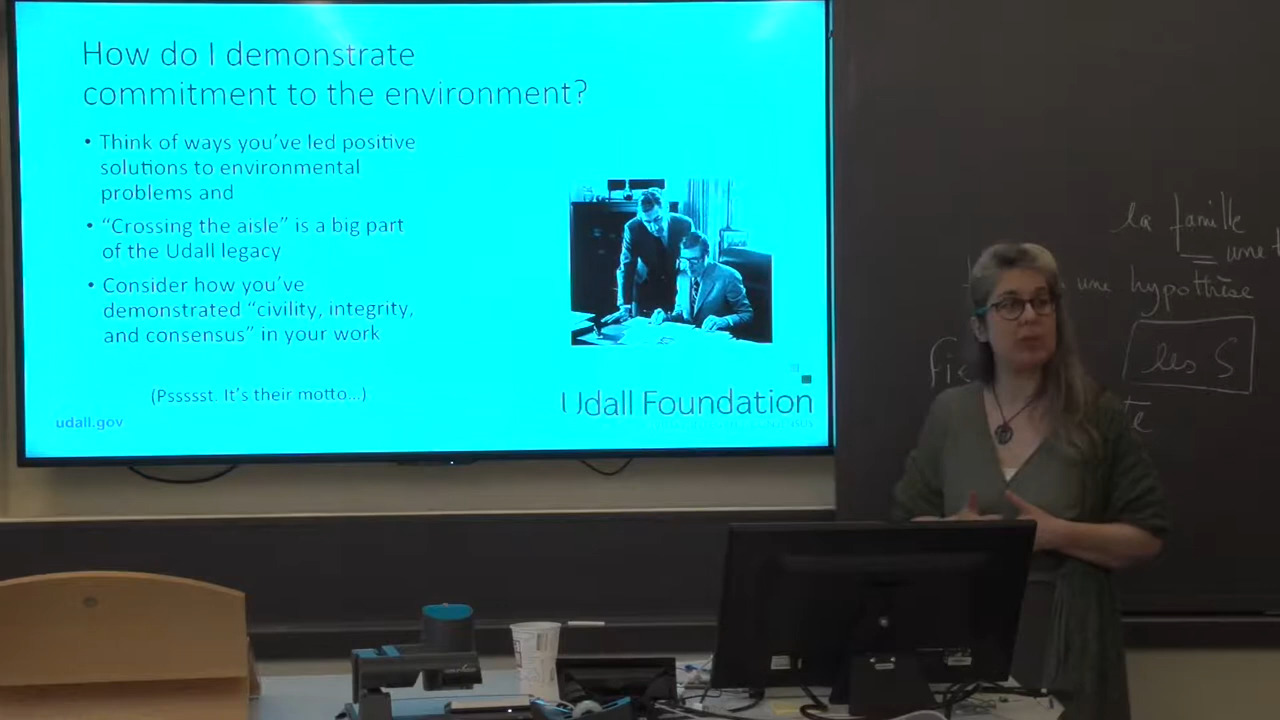 How do I demonstrate
commitment to the environment?
• Think of ways you've led positive
solutions to environmental
problems and
• "Crossing the aisle" is a big part
of the Udall legacy
• Consider how you've
demonstrated "civility, integrity,
and consensus" in your work
(Pssssst. It's their motto...)
udall.gov
Udall Foundation
la famille
une
une hypothèse
les S